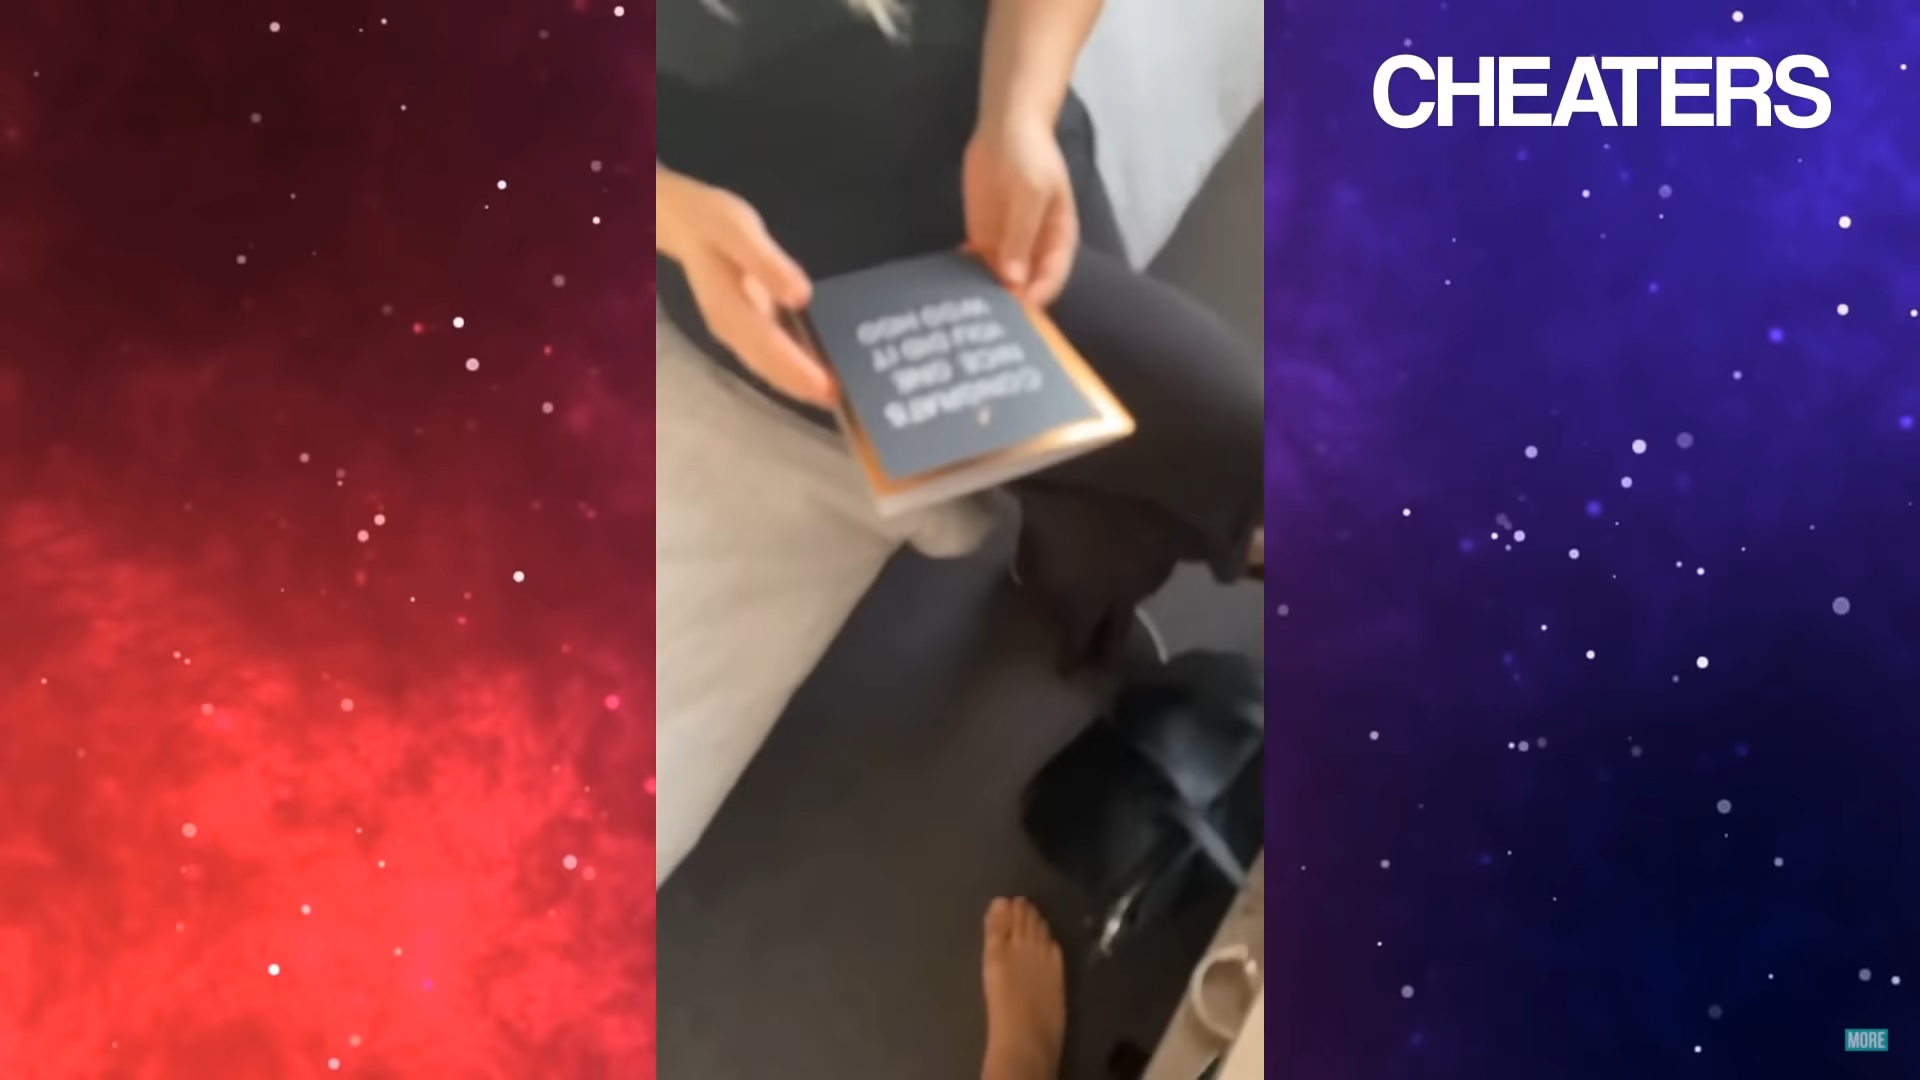 CHEATERS
CONGRATS
NICE ONE
YOU DID IT
WOO HOO
MORE